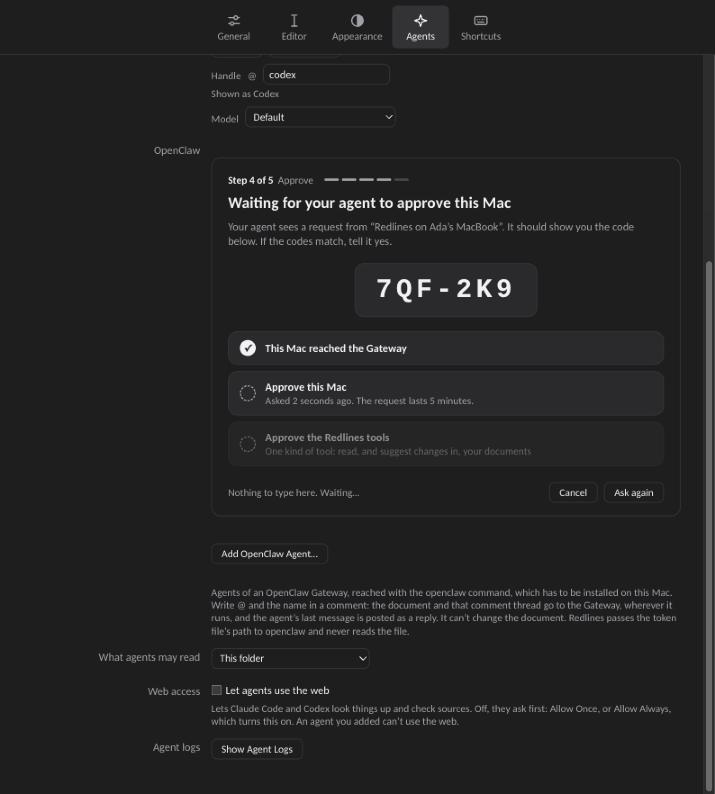 General
Editor
Appearance
Agents
Shortcuts
Handle @ codex
Shown as Codex
Model Default
OpenClaw
Step 4 of 5 Approve
Waiting for your agent to approve this Mac
Your agent sees a request from “Redlines on Ada’s MacBook”. It should show you the code
below. If the codes match, tell it yes.
7QF-2K9
This Mac reached the Gateway
Approve this Mac
Asked 2 seconds ago. The request lasts 5 minutes.
Approve the Redlines tools
One kind of tool: read, and suggest changes in, your documents
Nothing to type here. Waiting...
Cancel
Ask again
Add OpenClaw Agent...
Agents of an OpenClaw Gateway, reached with the openclaw command, which has to be installed on this Mac.
Write @ and the name in a comment: the document and that comment thread go to the Gateway, wherever it
runs, and the agent’s last message is posted as a reply. It can’t change the document. Redlines passes the token
file’s path to openclaw and never reads the file.
What agents may read This folder
Web access Let agents use the web
Lets Claude Code and Codex look things up and check sources. Off, they ask first: Allow Once, or Allow Always,
which turns this on. An agent you added can’t use the web.
Agent logs Show Agent Logs